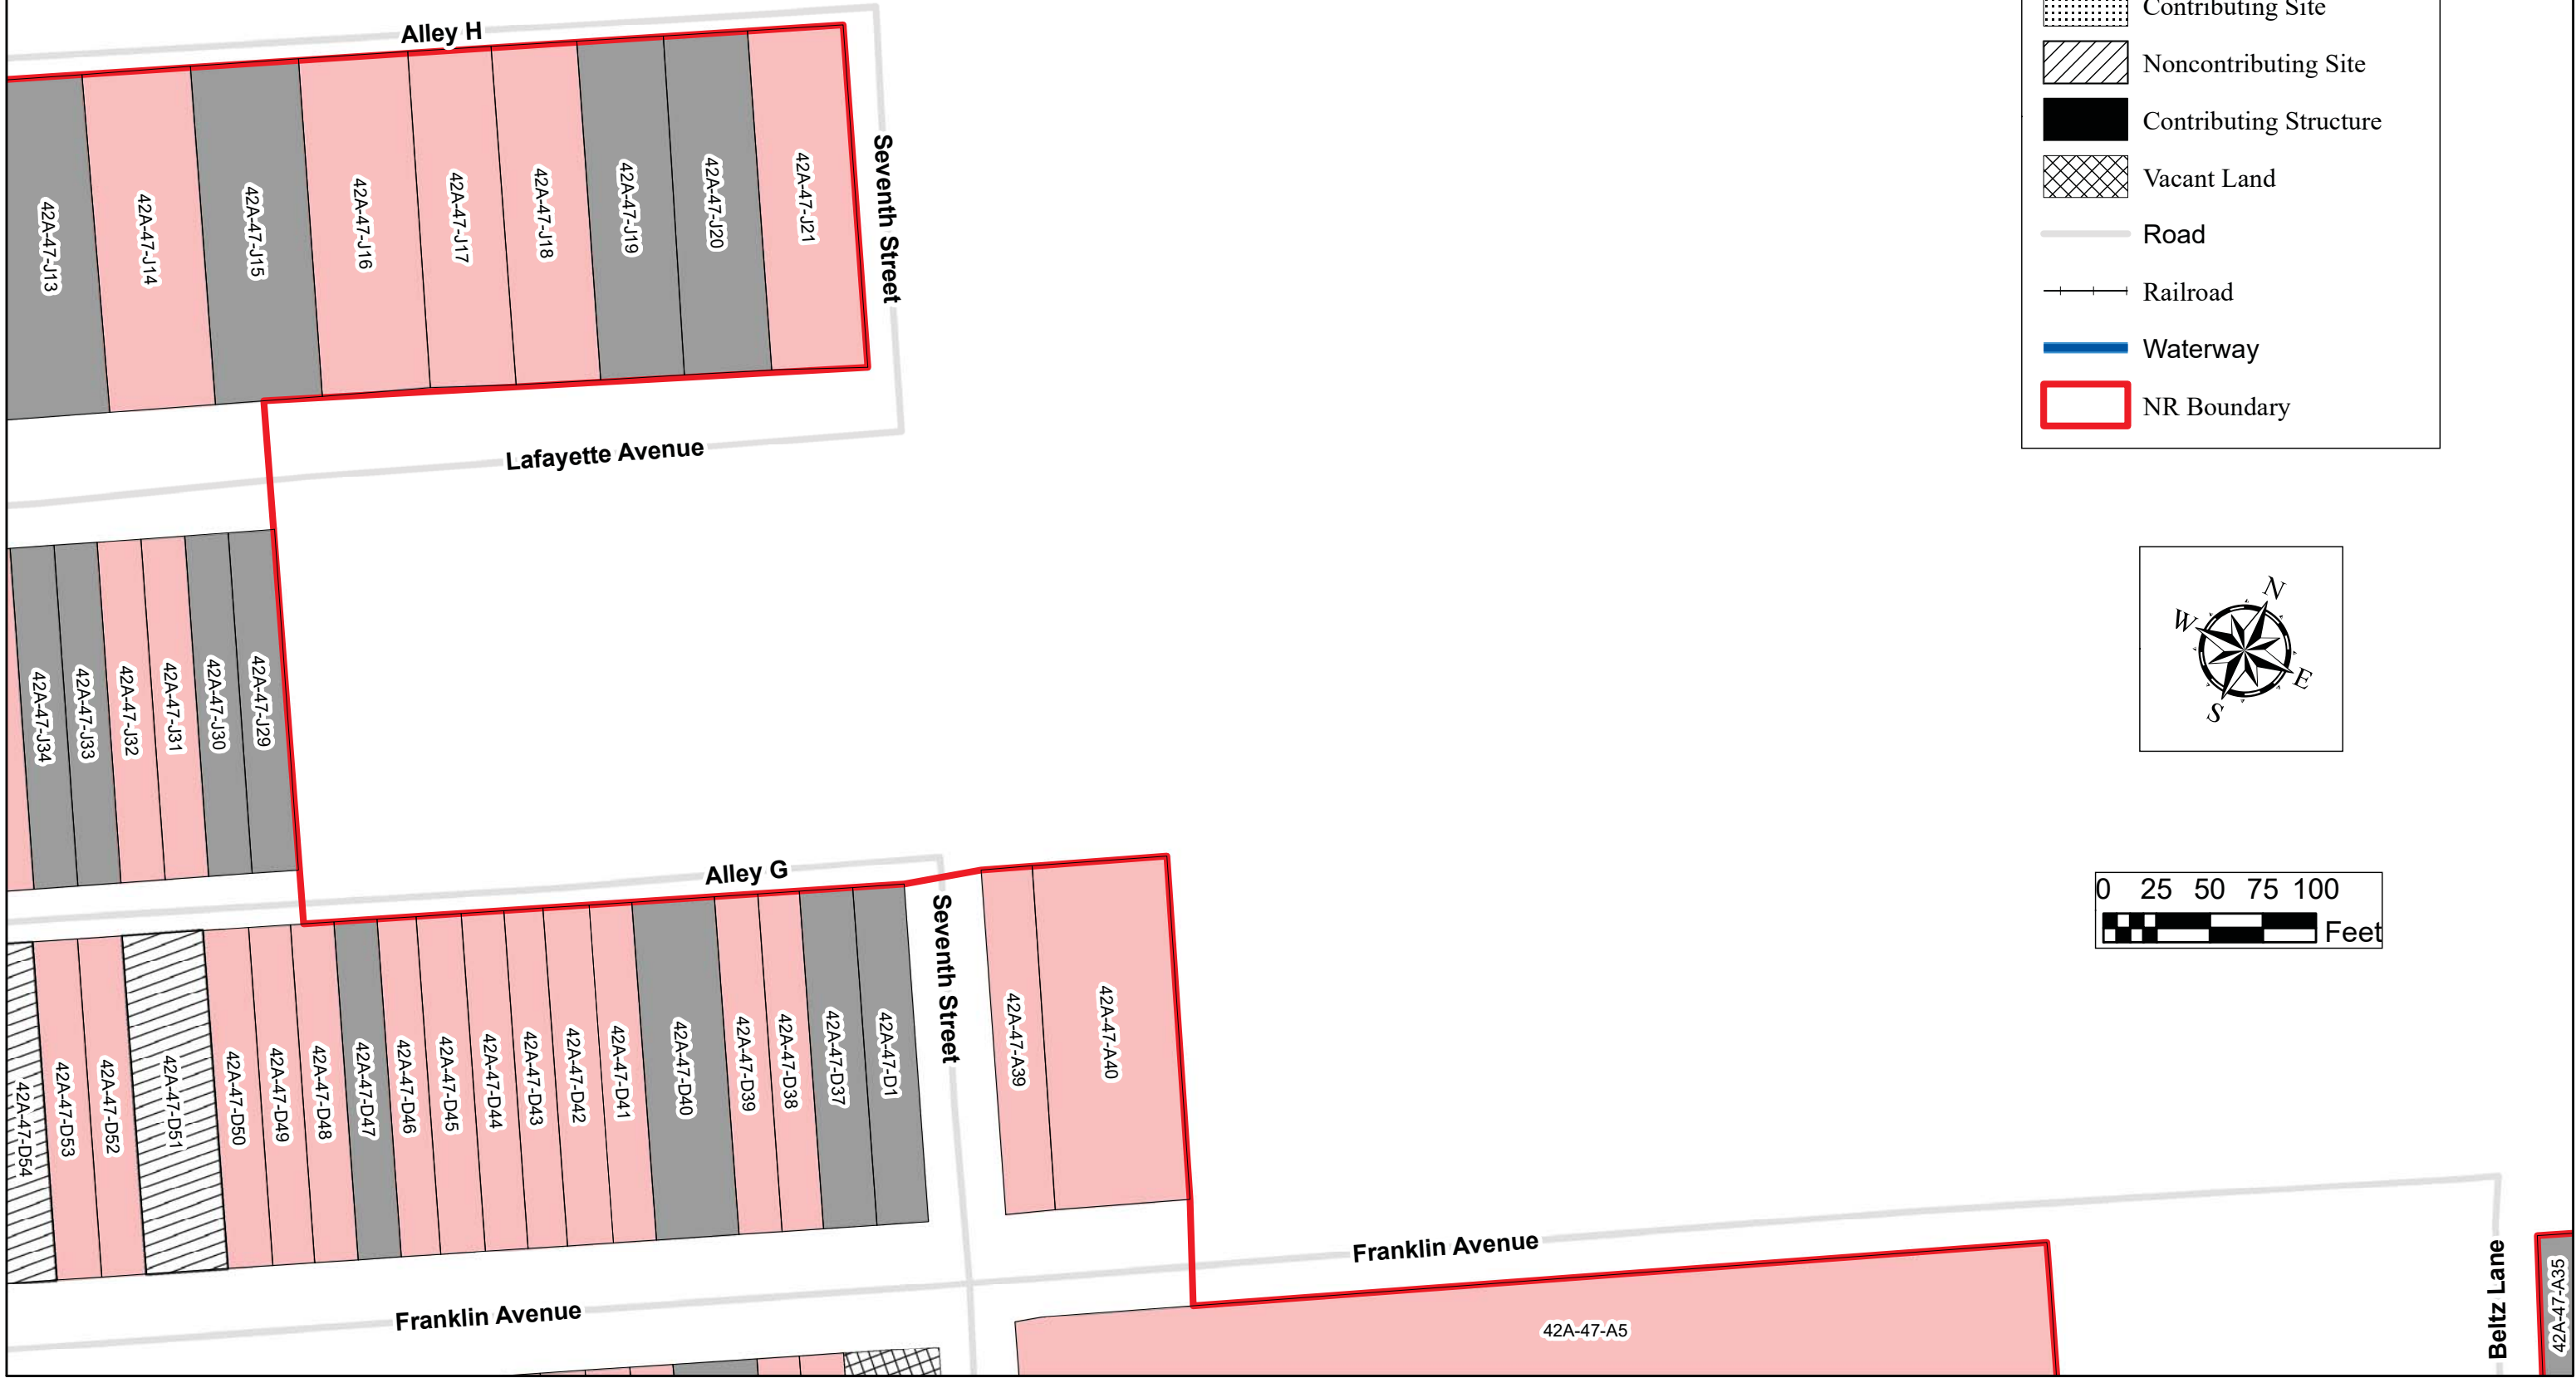 Alley H
42A-47-J13
42A-47-J14
42A-47-J15
42A-47-J16
42A-47-J17
42A-47-J18
42A-47-J19
42A-47-J20
42A-47-J21
Seventh Street
Lafayette Avenue
42A-47-J34
42A-47-J33
42A-47-J32
42A-47-J31
42A-47-J30
42A-47-J29
Alley G
42A-47-D54
42A-47-D53
42A-47-D52
42A-47-D51
42A-47-D50
42A-47-D49
42A-47-D48
42A-47-D47
42A-47-D46
42A-47-D45
42A-47-D44
42A-47-D43
42A-47-D42
42A-47-D41
42A-47-D40
42A-47-D39
42A-47-D38
42A-47-D37
42A-47-D1
Seventh Street
42A-47-A39
42A-47-A40
Franklin Avenue
Franklin Avenue
42A-47-A5
Beltz Lane
42A-47-A35
Contributing Site
Noncontributing Site
Contributing Structure
Vacant Land
Road
Railroad
Waterway
NR Boundary
N
W
E
S
0 25 50 75 100
Feet